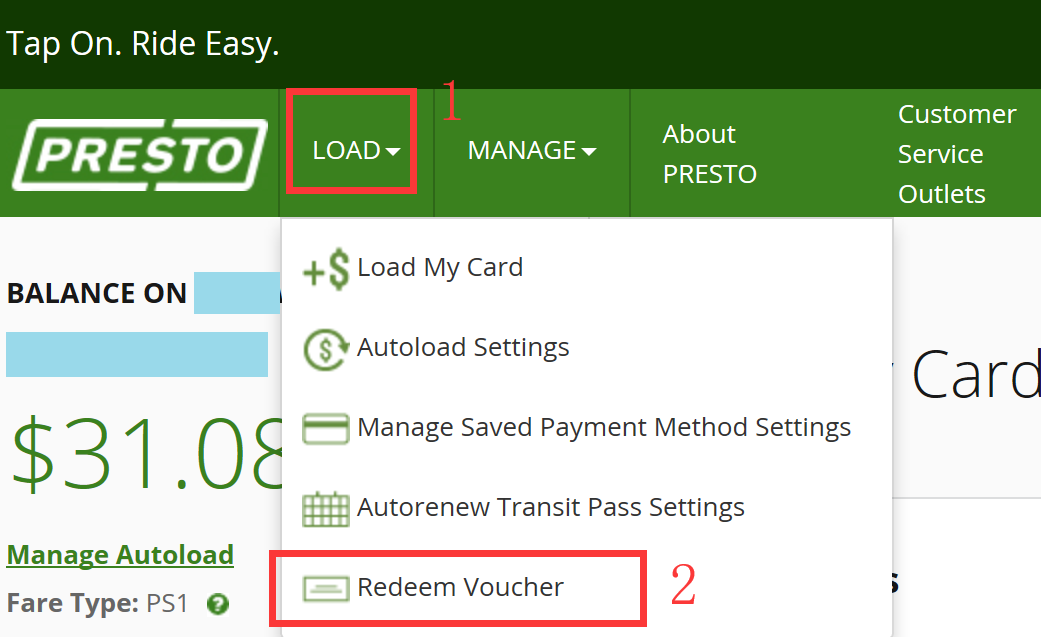 Tap On. Ride Easy.
PRESTO
LOAD
1
MANAGE
About
PRESTO
Customer
Service
Outlets
BALANCE ON
$31.08
Manage Autoload
Fare Type: PS1 ?
+$ Load My Card
$ Autoload Settings
Manage Saved Payment Method Settings
Autorenew Transit Pass Settings
Redeem Voucher
2
Card